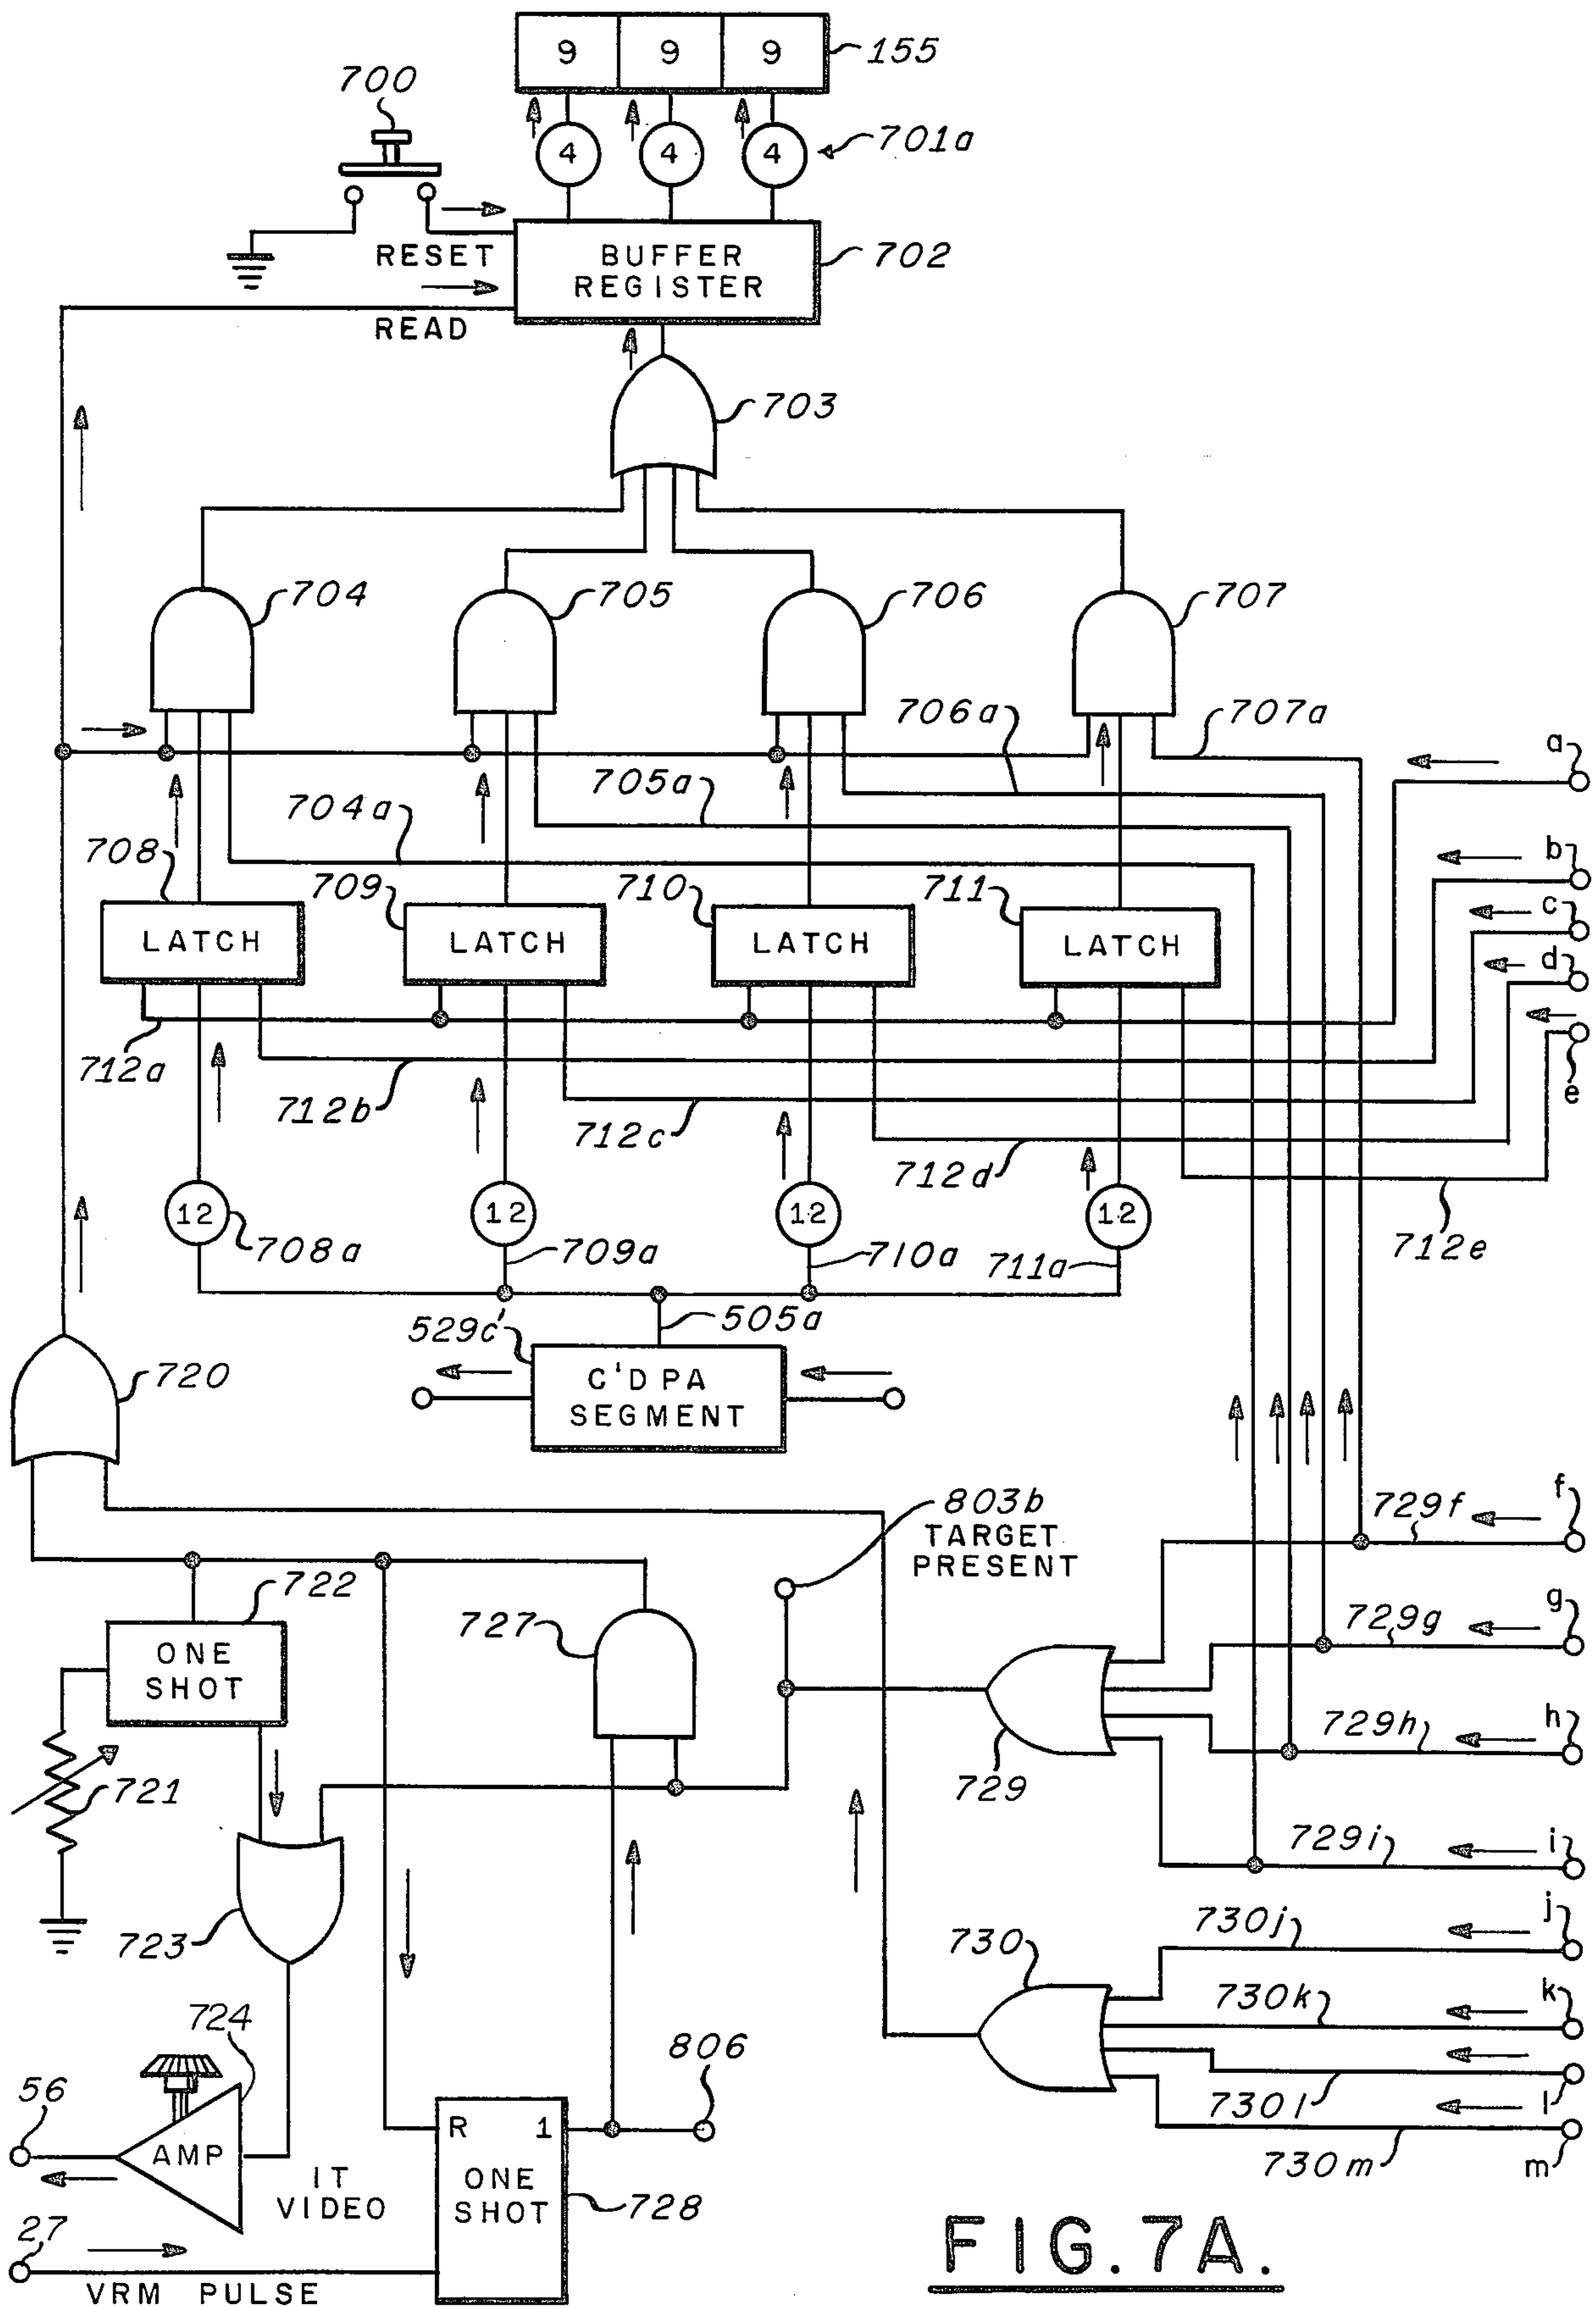 9 9 9 155
700
4 4 4 701a
RESET
BUFFER
REGISTER
702
READ
703
704 705 706 707
706a 707a
a
705a
704a
b
708 709 710 711
c
LATCH LATCH LATCH LATCH
d
712a
e
712b
712c
712d
12 12 12 12
708a 709a 710a 711a
712e
505a
529c'
C'D PA
SEGMENT
720
803b
TARGET
PRESENT
729f f
722
ONE
SHOT
727
729g g
729h h
721
729
729i i
723
730j j
730
730k k
724
806
56
AMP
730l l
R 1
ONE
SHOT
730m m
IT
VIDEO
728
27
VRM PULSE
FIG. 7A.